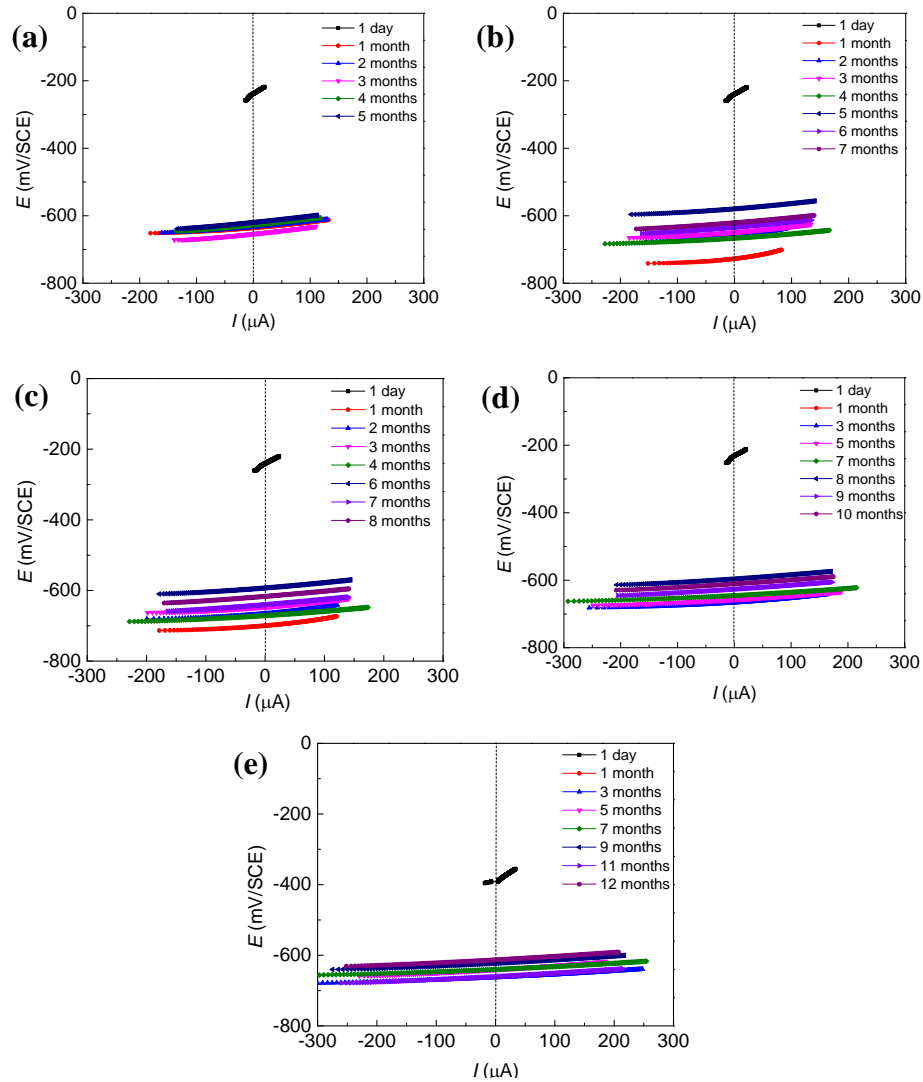 (a)
E (mV/SCE)
0
-200
-400
-600
-800
-300 -200 -100 0 100 200 300
I (μA)
1 day
1 month
2 months
3 months
4 months
5 months
(b)
E (mV/SCE)
0
-200
-400
-600
-800
-300 -200 -100 0 100 200 300
I (μA)
1 day
1 month
2 months
3 months
4 months
5 months
6 months
7 months
(c)
E (mV/SCE)
0
-200
-400
-600
-800
-300 -200 -100 0 100 200 300
I (μA)
1 day
1 month
2 months
3 months
4 months
6 months
7 months
8 months
(d)
E (mV/SCE)
0
-200
-400
-600
-800
-300 -200 -100 0 100 200 300
I (μA)
1 day
1 month
3 months
5 months
7 months
8 months
9 months
10 months
(e)
E (mV/SCE)
0
-200
-400
-600
-800
-300 -200 -100 0 100 200 300
I (μA)
1 day
1 month
3 months
5 months
7 months
9 months
11 months
12 months